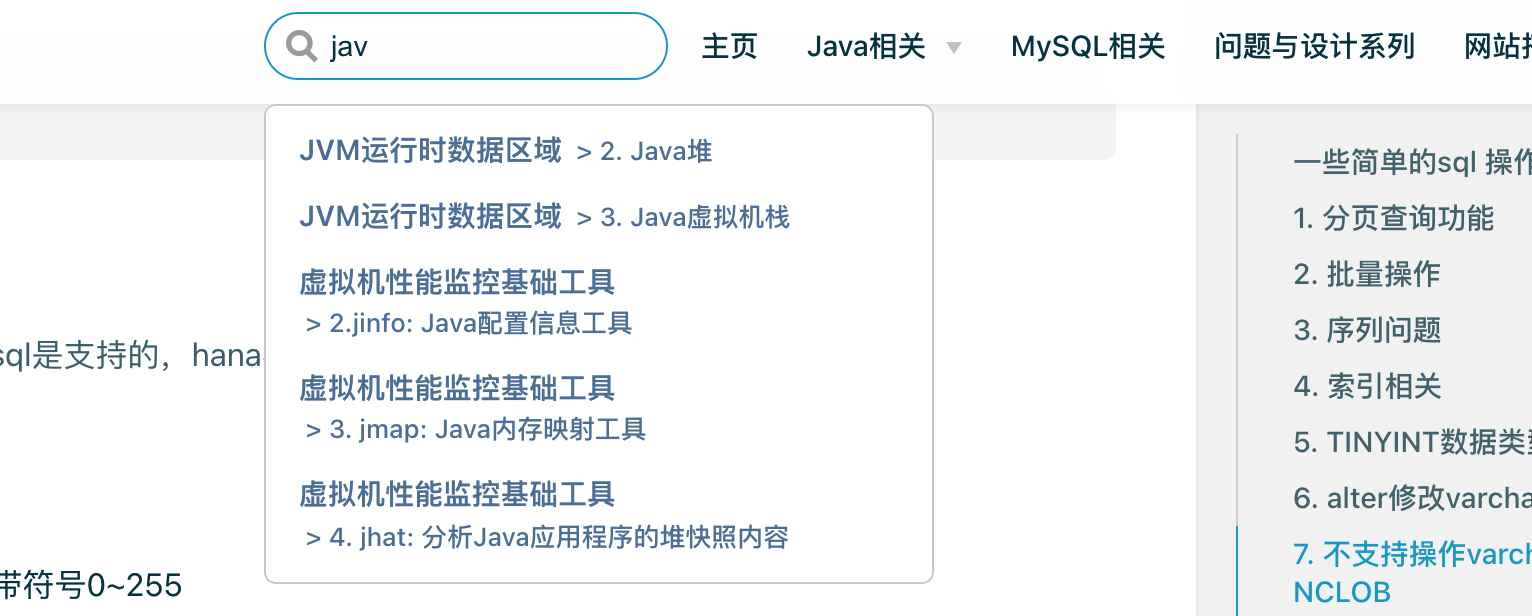 jav
主页
Java相关
MySQL相关
问题与设计系列
网站
JVM运行时数据区域 > 2. Java堆
JVM运行时数据区域 > 3. Java虚拟机栈
虚拟机性能监控基础工具
> 2.jinfo: Java配置信息工具
虚拟机性能监控基础工具
> 3. jmap: Java内存映射工具
虚拟机性能监控基础工具
> 4. jhat: 分析Java应用程序的堆快照内容
sql是支持的，hana
带符号0~255
一些简单的sql 操作
1. 分页查询功能
2. 批量操作
3. 序列问题
4. 索引相关
5. TINYINT数据类型
6. alter修改varcha
7. 不支持操作varch
NCLOB